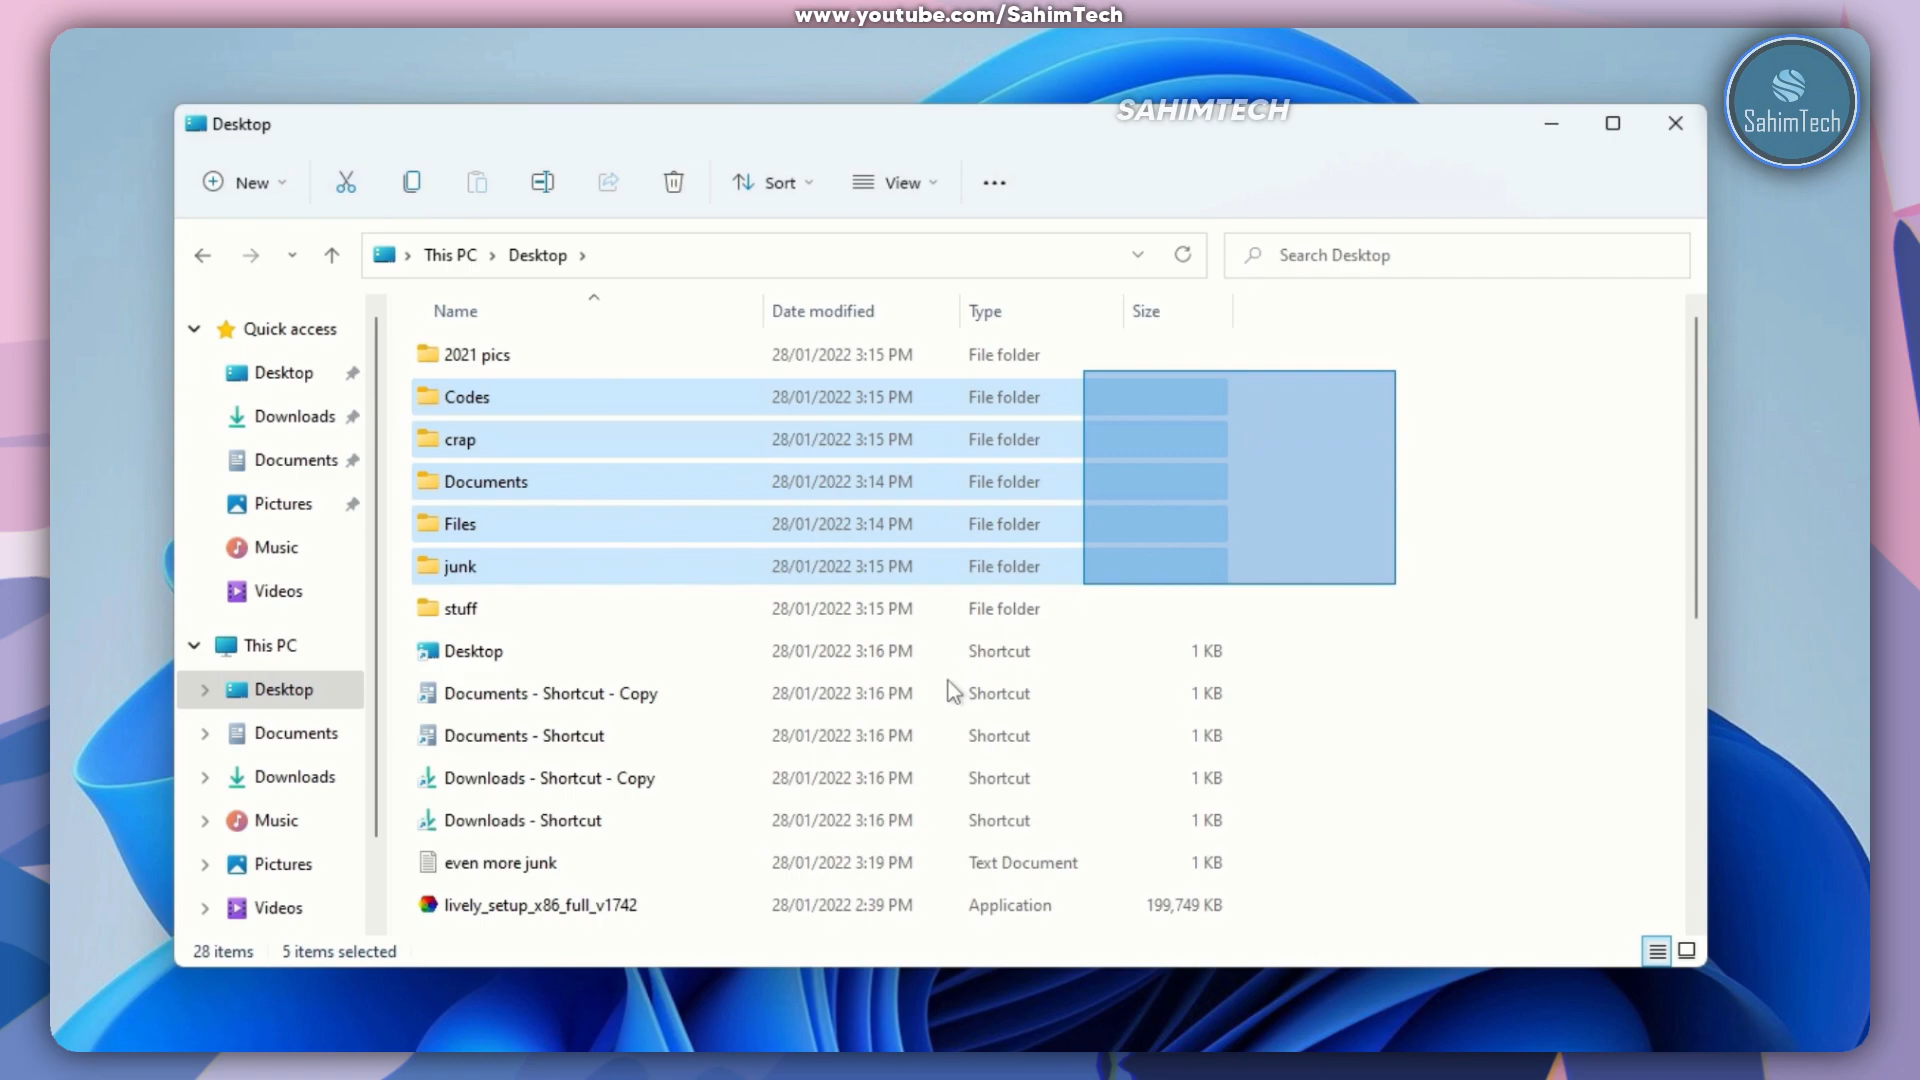 www.youtube.com/SahimTech
SAHIMTECH
SahimTech
Desktop
New
Sort
View
This PC > Desktop >
Search Desktop
Name Date modified Type Size
Quick access
Desktop
Downloads
Documents
Pictures
Music
Videos
This PC
Desktop
Documents
Downloads
Music
Pictures
Videos
2021 pics 28/01/2022 3:15 PM File folder
Codes 28/01/2022 3:15 PM File folder
crap 28/01/2022 3:15 PM File folder
Documents 28/01/2022 3:14 PM File folder
Files 28/01/2022 3:14 PM File folder
junk 28/01/2022 3:15 PM File folder
stuff 28/01/2022 3:15 PM File folder
Desktop 28/01/2022 3:16 PM Shortcut 1 KB
Documents - Shortcut - Copy 28/01/2022 3:16 PM Shortcut 1 KB
Documents - Shortcut 28/01/2022 3:16 PM Shortcut 1 KB
Downloads - Shortcut - Copy 28/01/2022 3:16 PM Shortcut 1 KB
Downloads - Shortcut 28/01/2022 3:16 PM Shortcut 1 KB
even more junk 28/01/2022 3:19 PM Text Document 1 KB
lively_setup_x86_full_v1742 28/01/2022 2:39 PM Application 199,749 KB
28 items 5 items selected